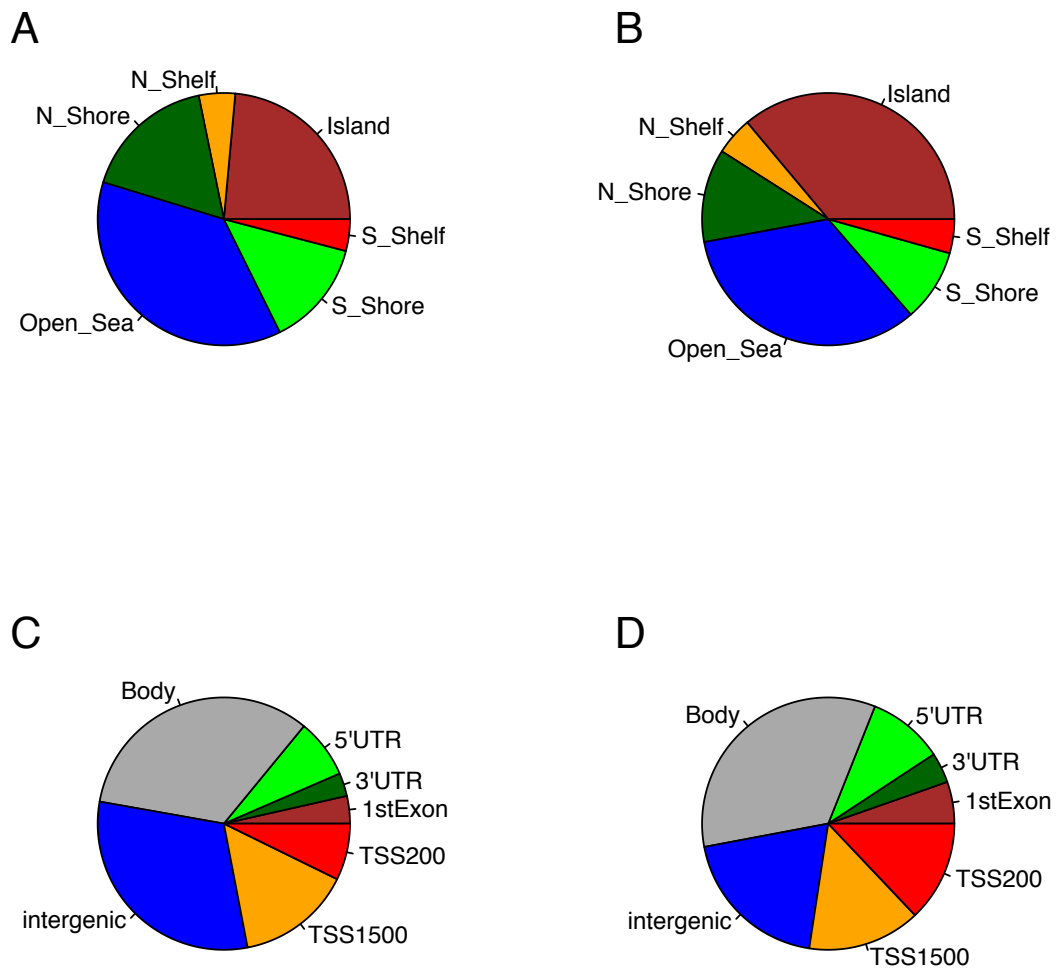 A
N_Shelf
N_Shore
Island
S_Shelf
S_Shore
Open_Sea
B
Island
N_Shelf
N_Shore
S_Shelf
S_Shore
Open_Sea
C
Body
5'UTR
3'UTR
1stExon
TSS200
intergenic
TSS1500
D
Body
5'UTR
3'UTR
1stExon
TSS200
intergenic
TSS1500